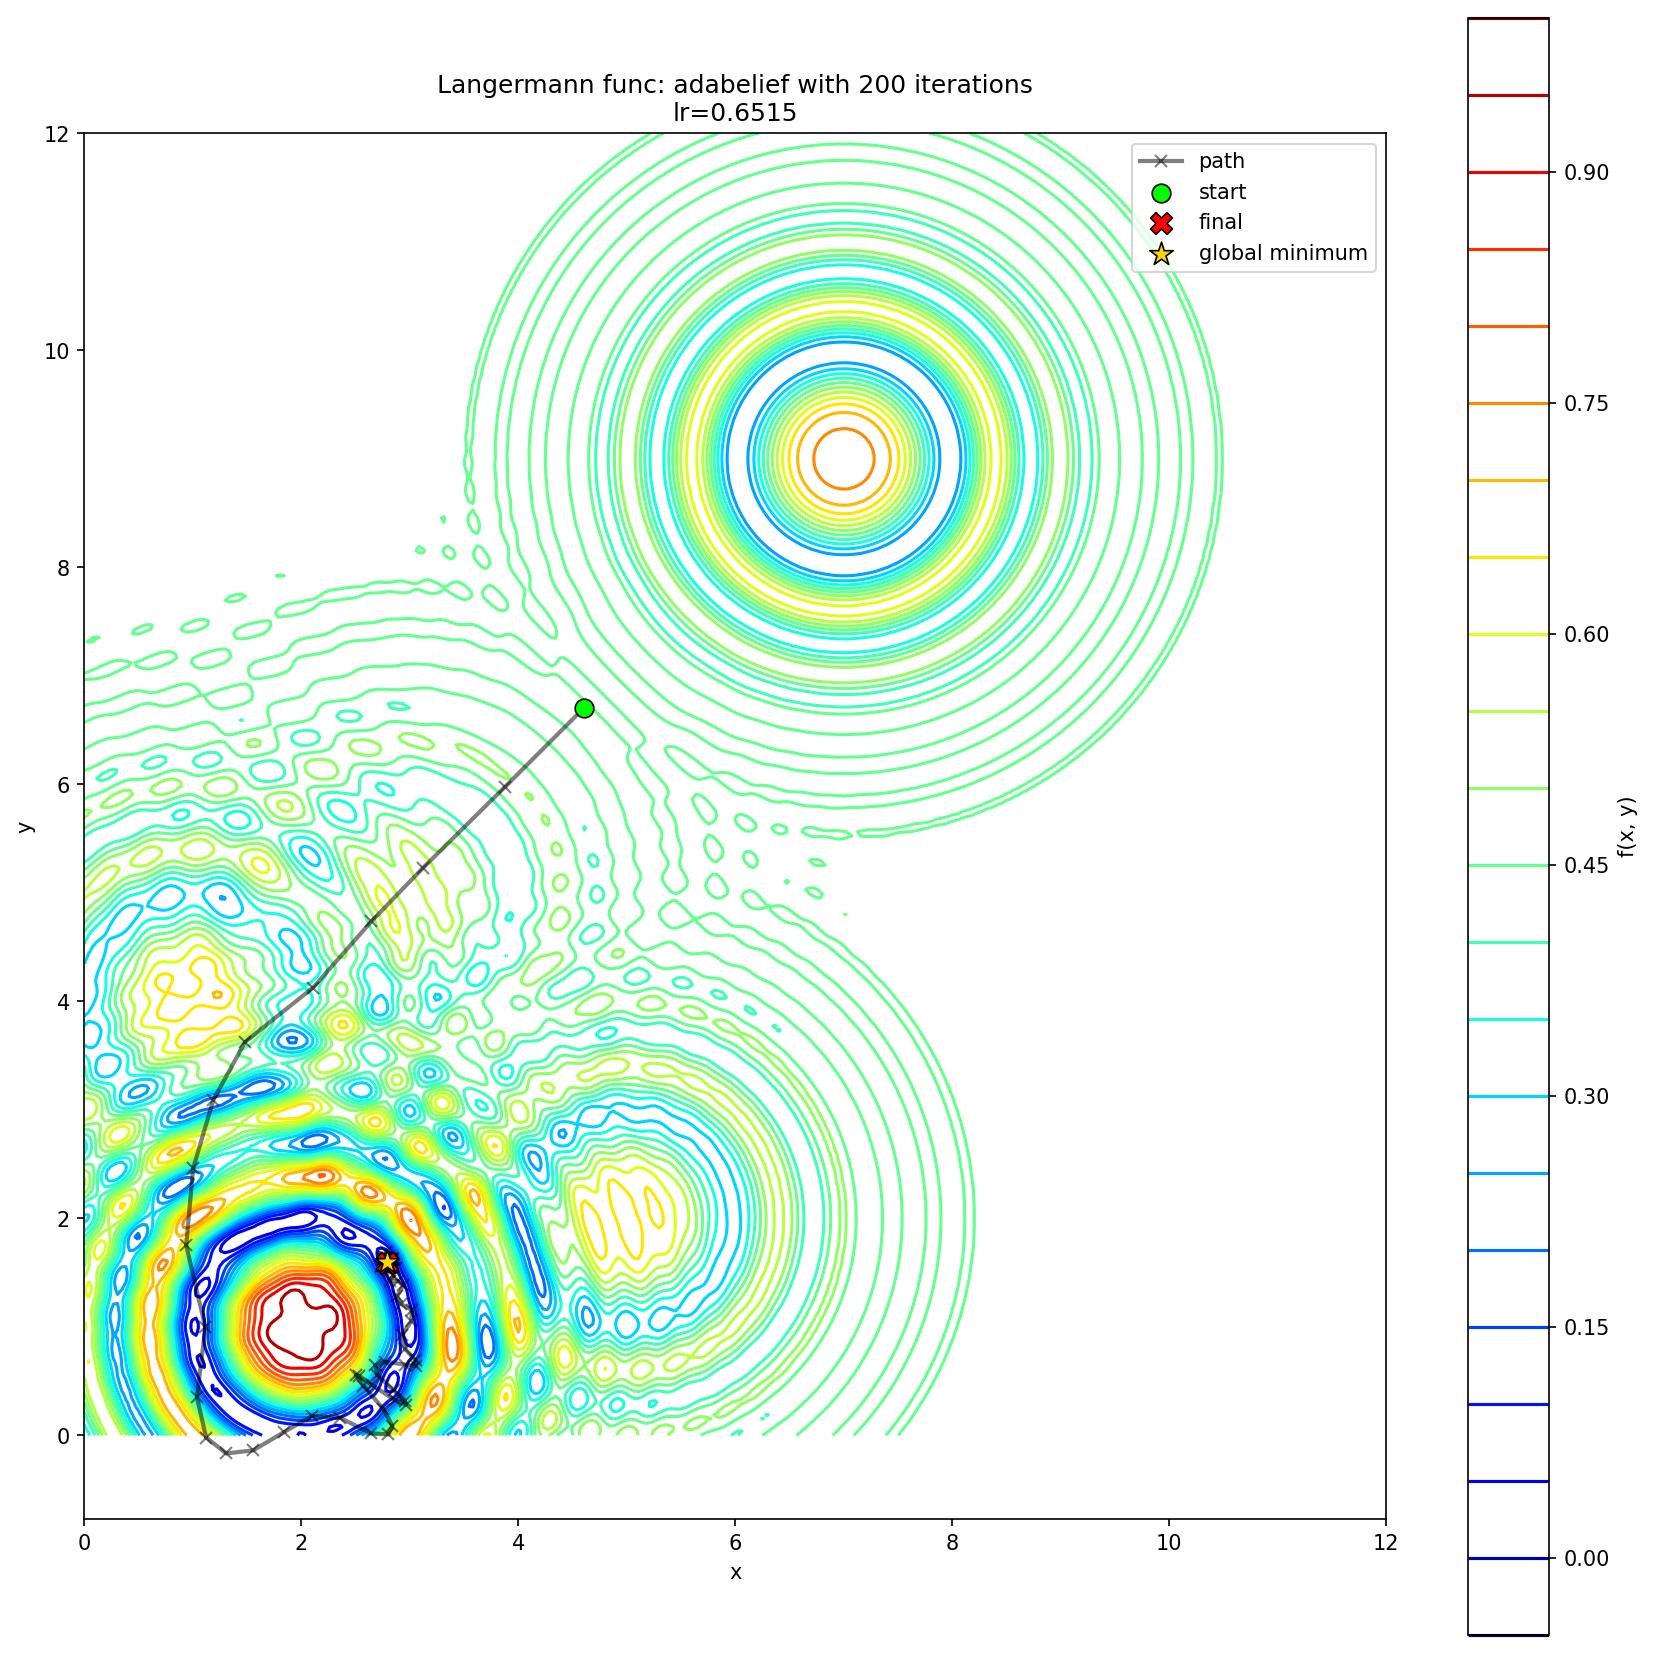 Langermann func: adabelief with 200 iterations
lr=0.6515
path
start
final
global minimum
12
10
8
6
4
2
0
y
0
2
4
6
8
10
12
x
0.90
0.75
0.60
0.45
0.30
0.15
0.00
f(x, y)